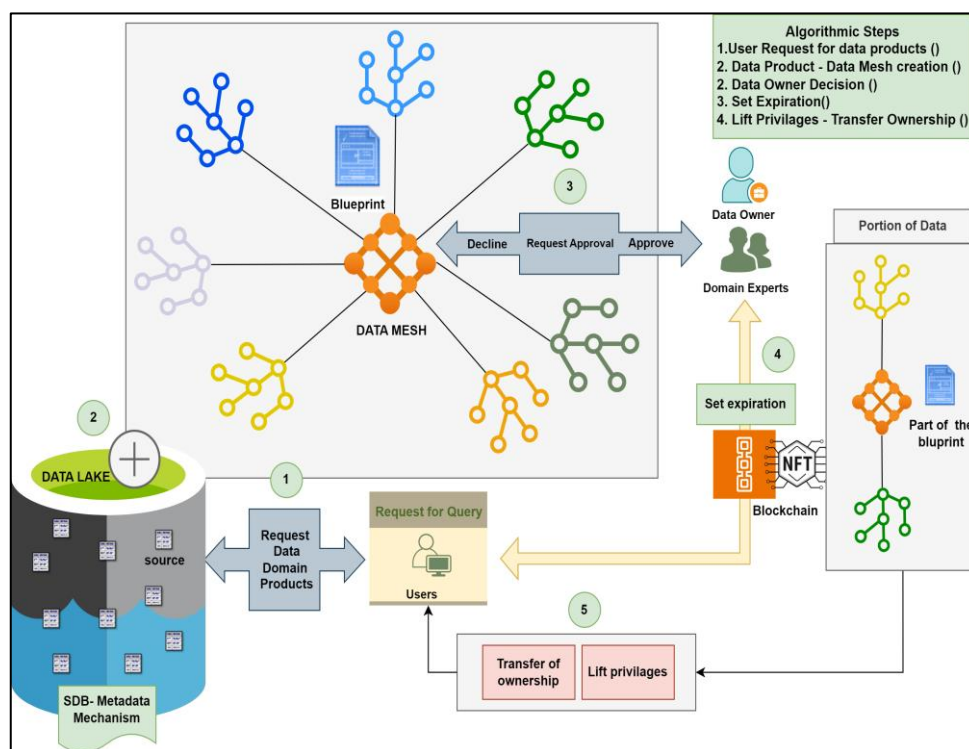 Algorithmic Steps
1.User Request for data products ()
2. Data Product - Data Mesh creation ()
2. Data Owner Decision ()
3. Set Expiration()
4. Lift Privilages - Transfer Ownership ()
Blueprint
3
Decline
Request Approval
Approve
Data Owner
Domain Experts
Portion of Data
DATA MESH
4
2
Set expiration
Part of the
bluprint
DATA LAKE
1
NFT
Blockchain
Request for Query
Request
Data
Domain
Products
source
Users
5
Transfer of
ownership
Lift privilages
SDB- Metadata
Mechanism